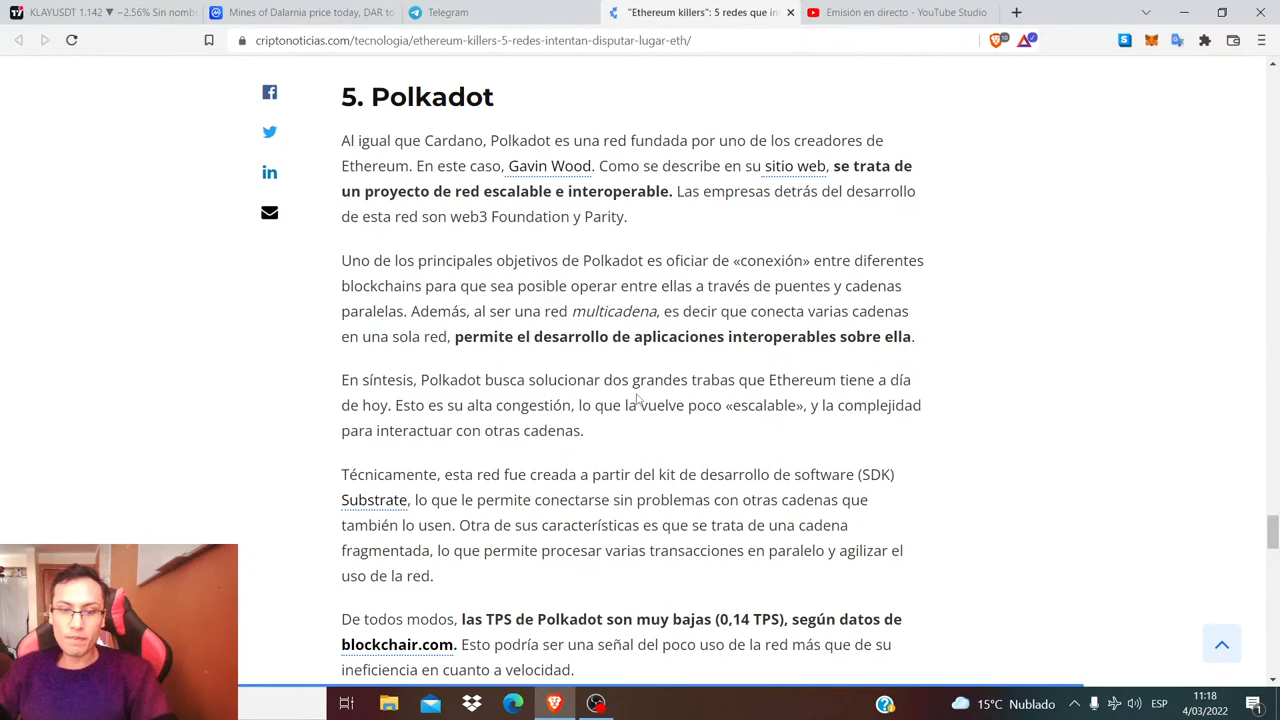 KLAYUSDT 1.142 ▼ −2.56% Sin nomb
Mines of Dalarnia price today, DAR to
Telegram
"Ethereum killers": 5 redes que in
Emisión en directo - YouTube Studio
criptonoticias.com/tecnologia/ethereum-killers-5-redes-intentan-disputar-lugar-eth/
5. Polkadot
Al igual que Cardano, Polkadot es una red fundada por uno de los creadores de
Ethereum. En este caso, Gavin Wood. Como se describe en su sitio web, se trata de
un proyecto de red escalable e interoperable. Las empresas detrás del desarrollo
de esta red son web3 Foundation y Parity.
Uno de los principales objetivos de Polkadot es oficiar de «conexión» entre diferentes
blockchains para que sea posible operar entre ellas a través de puentes y cadenas
paralelas. Además, al ser una red multicadena, es decir que conecta varias cadenas
en una sola red, permite el desarrollo de aplicaciones interoperables sobre ella.
En síntesis, Polkadot busca solucionar dos grandes trabas que Ethereum tiene a día
de hoy. Esto es su alta congestión, lo que la vuelve poco «escalable», y la complejidad
para interactuar con otras cadenas.
Técnicamente, esta red fue creada a partir del kit de desarrollo de software (SDK)
Substrate, lo que le permite conectarse sin problemas con otras cadenas que
también lo usen. Otra de sus características es que se trata de una cadena
fragmentada, lo que permite procesar varias transacciones en paralelo y agilizar el
uso de la red.
De todos modos, las TPS de Polkadot son muy bajas (0,14 TPS), según datos de
blockchair.com. Esto podría ser una señal del poco uso de la red más que de su
ineficiencia en cuanto a velocidad.
15°C Nublado
ESP
11:18
4/03/2022